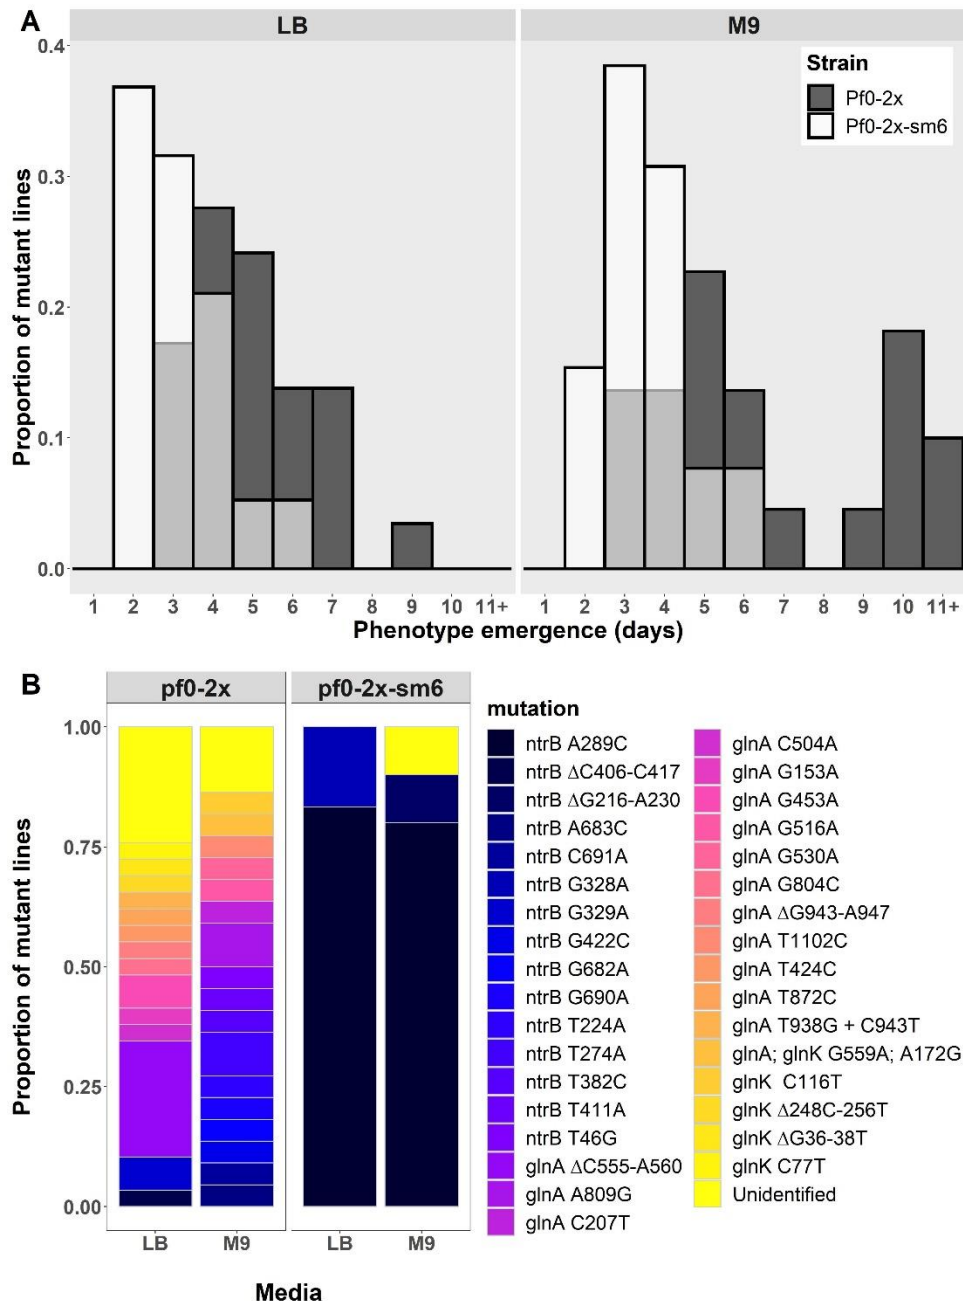 A
LB
M9
Strain
Pf0-2x
Pf0-2x-sm6
Proportion of mutant lines
0.4
0.3
0.2
0.1
0.0
1 2 3 4 5 6 7 8 9 10 11+
1 2 3 4 5 6 7 8 9 10 11+
Phenotype emergence (days)
B
pf0-2x
pf0-2x-sm6
Proportion of mutant lines
1.00
0.75
0.50
0.25
0.00
LB M9
LB M9
Media
mutation
ntrB A289C
ntrB ΔC406-C417
ntrB ΔG216-A230
ntrB A683C
ntrB C691A
ntrB G328A
ntrB G329A
ntrB G422C
ntrB G682A
ntrB G690A
ntrB T224A
ntrB T274A
ntrB T382C
ntrB T411A
ntrB T46G
glnA ΔC555-A560
glnA A809G
glnA C207T
glnA C504A
glnA G153A
glnA G453A
glnA G516A
glnA G530A
glnA G804C
glnA ΔG943-A947
glnA T1102C
glnA T424C
glnA T872C
glnA T938G + C943T
glnA; glnK G559A; A172G
glnK C116T
glnK Δ248C-256T
glnK ΔG36-38T
glnK C77T
Unidentified